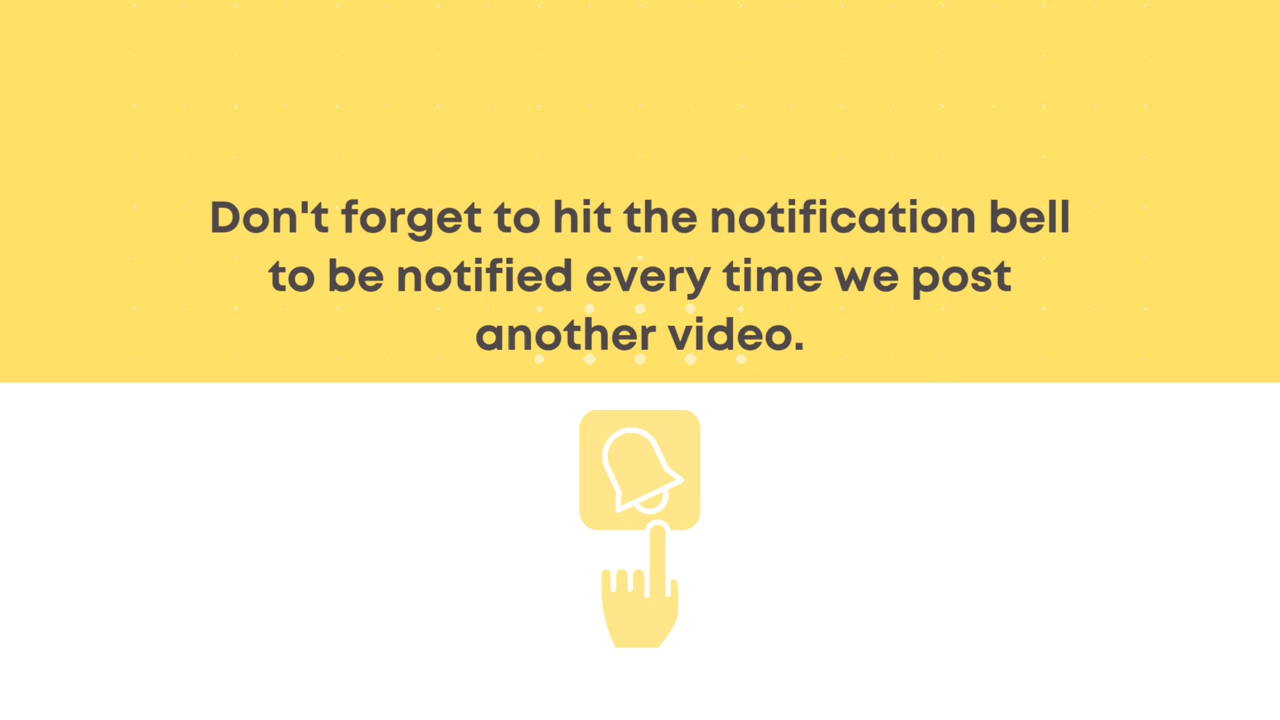 Don't forget to hit the notification bell
to be notified every time we post
another video.